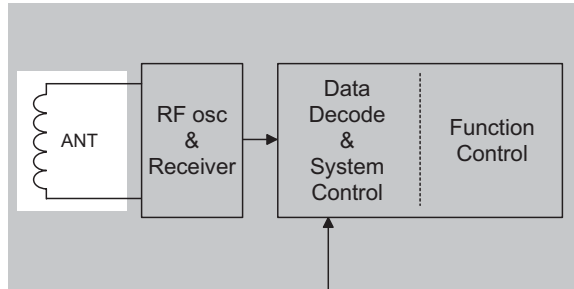 ANT
RF osc
&
Receiver
Data
Decode
&
System
Control
Function
Control